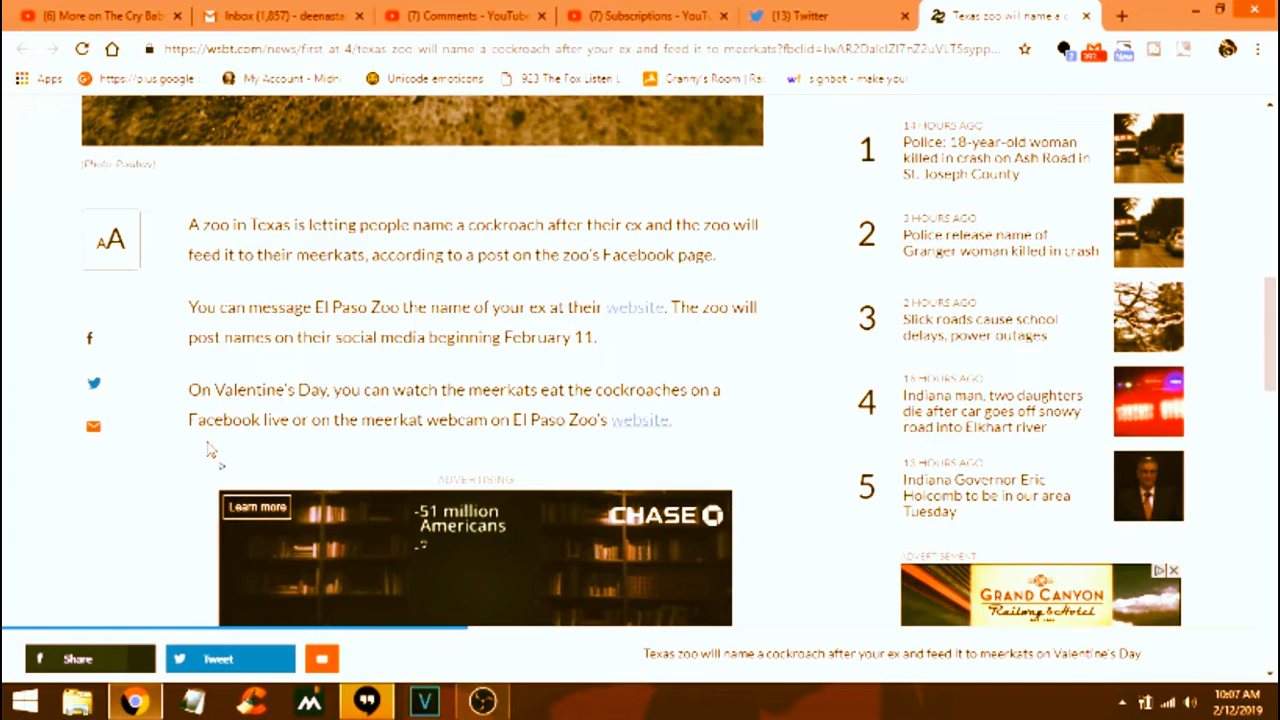 (6) More on The Cry Bab
Inbox (1,857) - deenasta
(7) Comments - YouTube
(7) Subscriptions - YouT
(13) Twitter
Texas zoo will name a c
https://wsbt.com/news/first-at-4/texas-zoo-will-name-a-cockroach-after-your-ex-and-feed-it-to-meerkats?fbclid=
Apps
https://plus.google
My Account - Midn
Unicode emoticons
923 The Fox Listen L
Granny's Room | Ra
signbot - make you
(Photo: Pixabay)
AA
A zoo in Texas is letting people name a cockroach after their ex and the zoo will
feed it to their meerkats, according to a post on the zoo's Facebook page.
You can message El Paso Zoo the name of your ex at their website. The zoo will
post names on their social media beginning February 11.
On Valentine's Day, you can watch the meerkats eat the cockroaches on a
Facebook live or on the meerkat webcam on El Paso Zoo's website.
ADVERTISING
Learn more
-51 million
Americans
CHASE
1
14 HOURS AGO
Police: 18-year-old woman
killed in crash on Ash Road in
St. Joseph County
2
3 HOURS AGO
Police release name of
Granger woman killed in crash
3
2 HOURS AGO
Slick roads cause school
delays, power outages
4
16 HOURS AGO
Indiana man, two daughters
die after car goes off snowy
road into Elkhart river
5
13 HOURS AGO
Indiana Governor Eric
Holcomb to be in our area
Tuesday
ADVERTISEMENT
GRAND CANYON
Railway & Hotel
Share
Tweet
Texas zoo will name a cockroach after your ex and feed it to meerkats on Valentine's Day
10:07 AM
2/12/2019